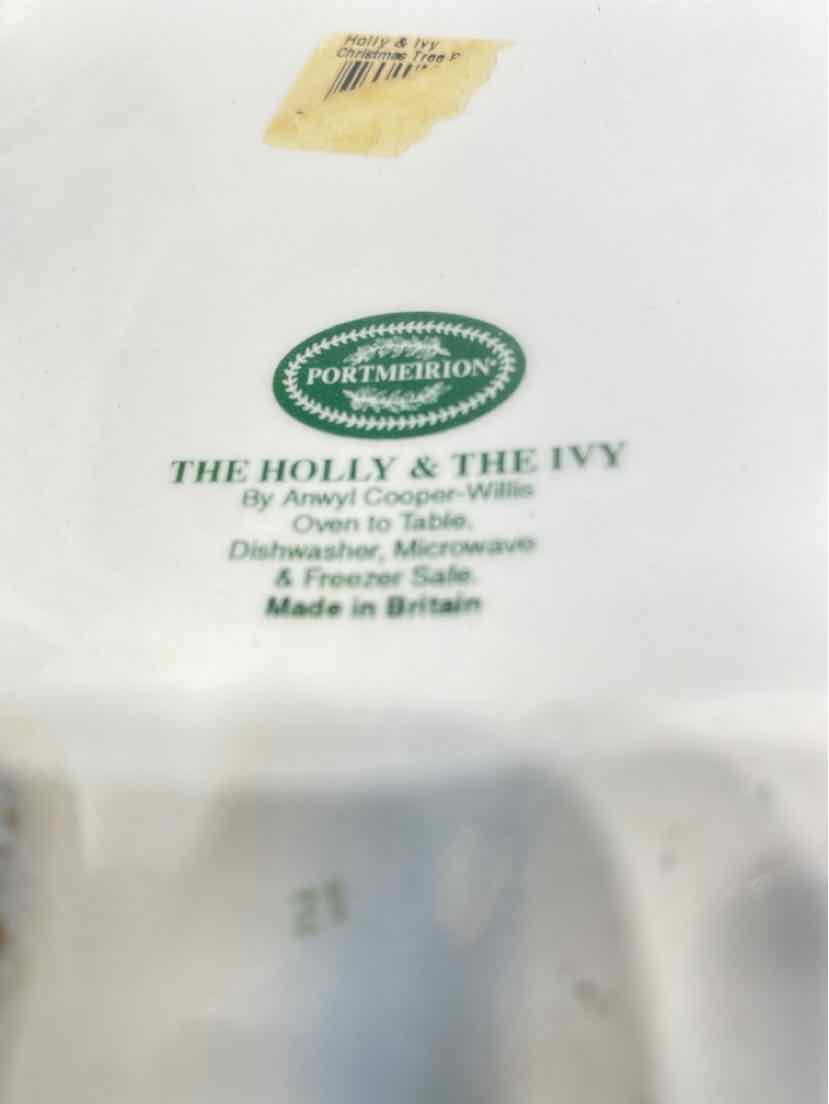 Holly & Ivy
Christmas Tree P
PORTMEIRION®
THE HOLLY & THE IVY
By Anwyl Cooper-Willis
Oven to Table.
Dishwasher, Microwave
& Freezer Safe.
Made in Britain
21